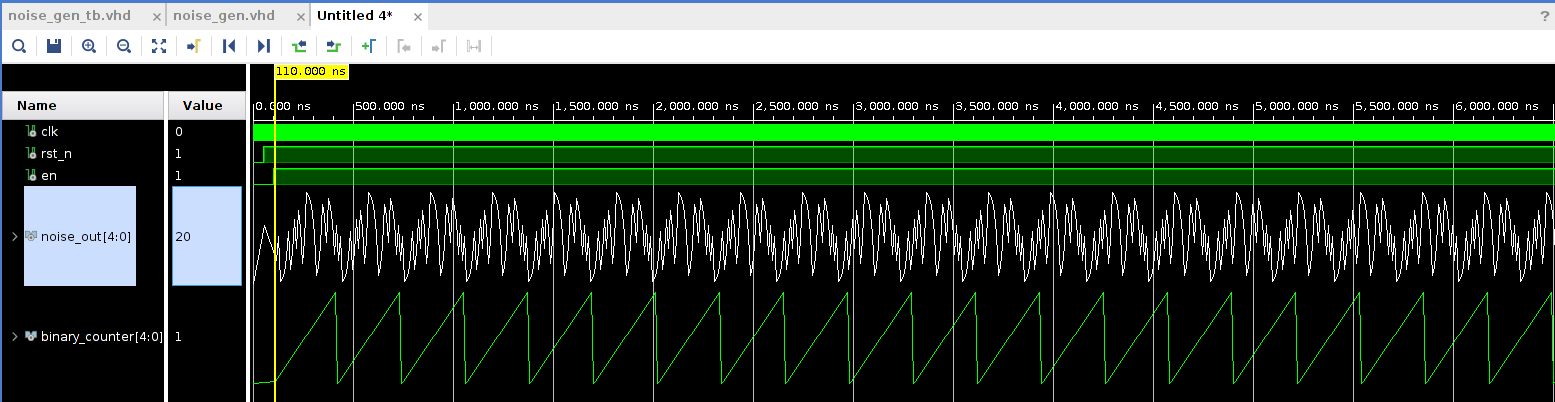 noise_gen_tb.vhd × noise_gen.vhd × Untitled 4* × ?
110.000 ns
Name Value
0.000 ns 500.000 ns 1,000.000 ns 1,500.000 ns 2,000.000 ns 2,500.000 ns 3,000.000 ns 3,500.000 ns 4,000.000 ns 4,500.000 ns 5,000.000 ns 5,500.000 ns 6,000.000 ns
clk 0
rst_n 1
en 1
noise_out[4:0] 20
binary_counter[4:0] 1